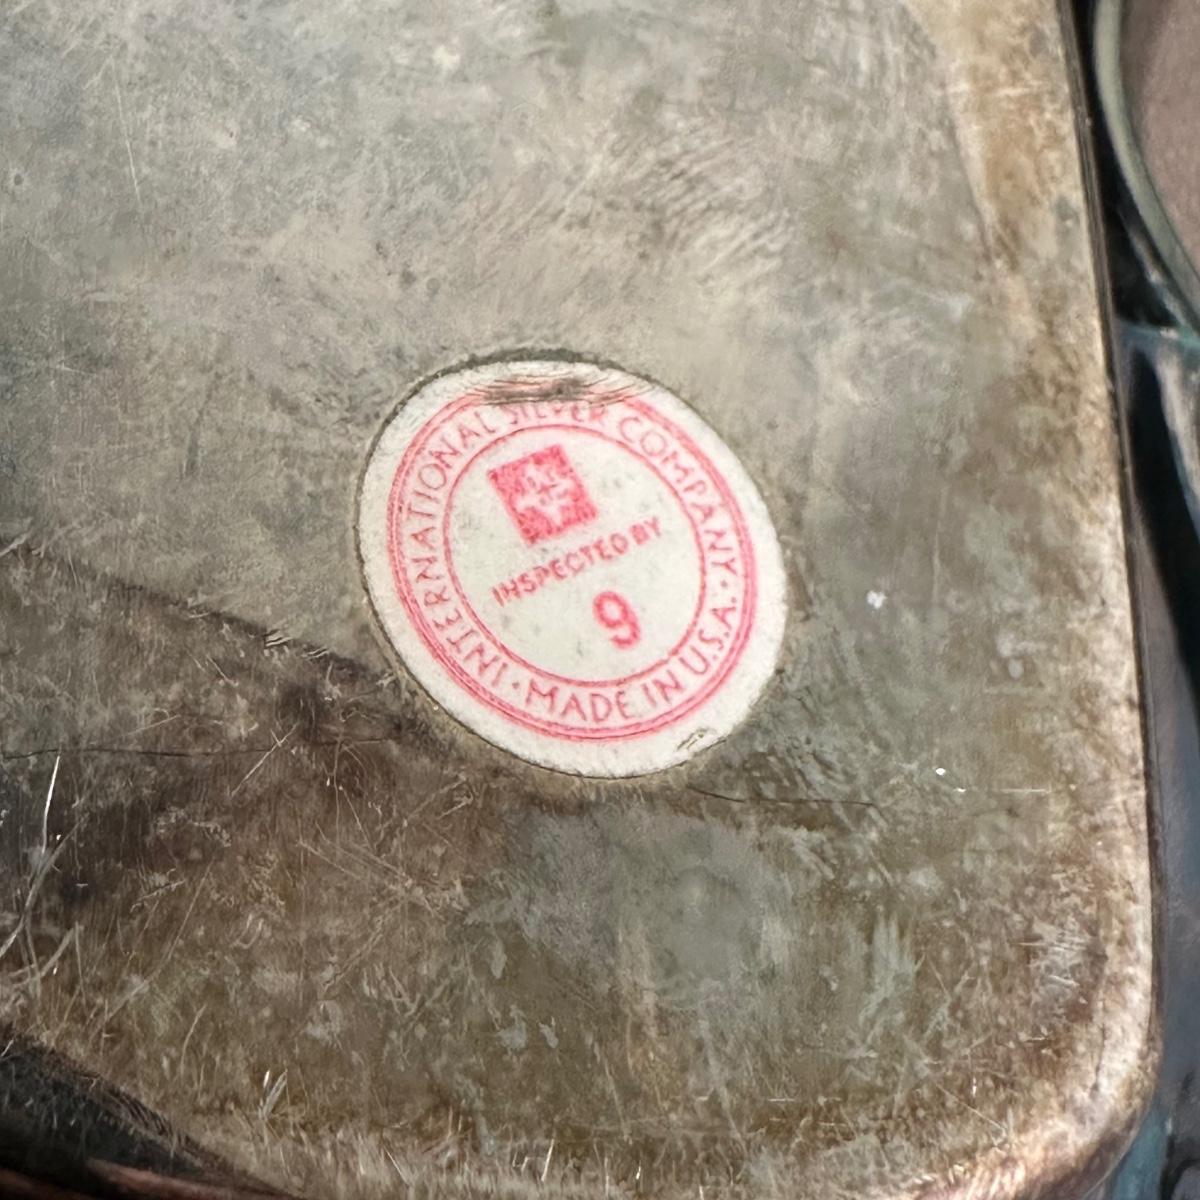 INTERNATIONAL SILVER COMPANY
INSPECTED BY
9
· MADE IN U.S.A. ·